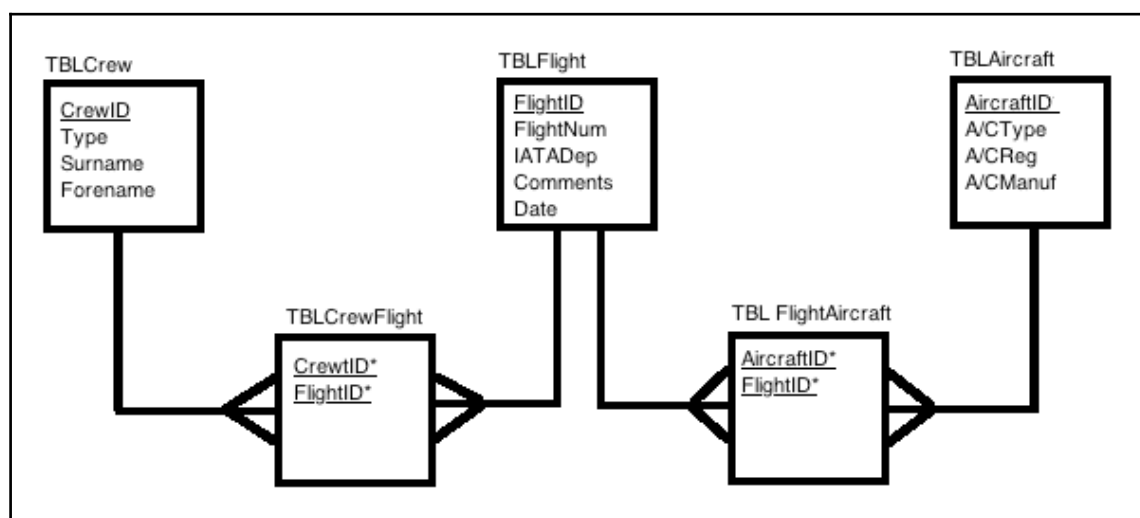 TBLCrew
CrewID
Type
Surname
Forename
TBLFlight
FlightID
FlightNum
IATADep
Comments
Date
TBLAircraft
AircraftID
A/CType
A/CReg
A/CManuf
TBLCrewFlight
CrewtID*
FlightID*
TBL FlightAircraft
AircraftID*
FlightID*